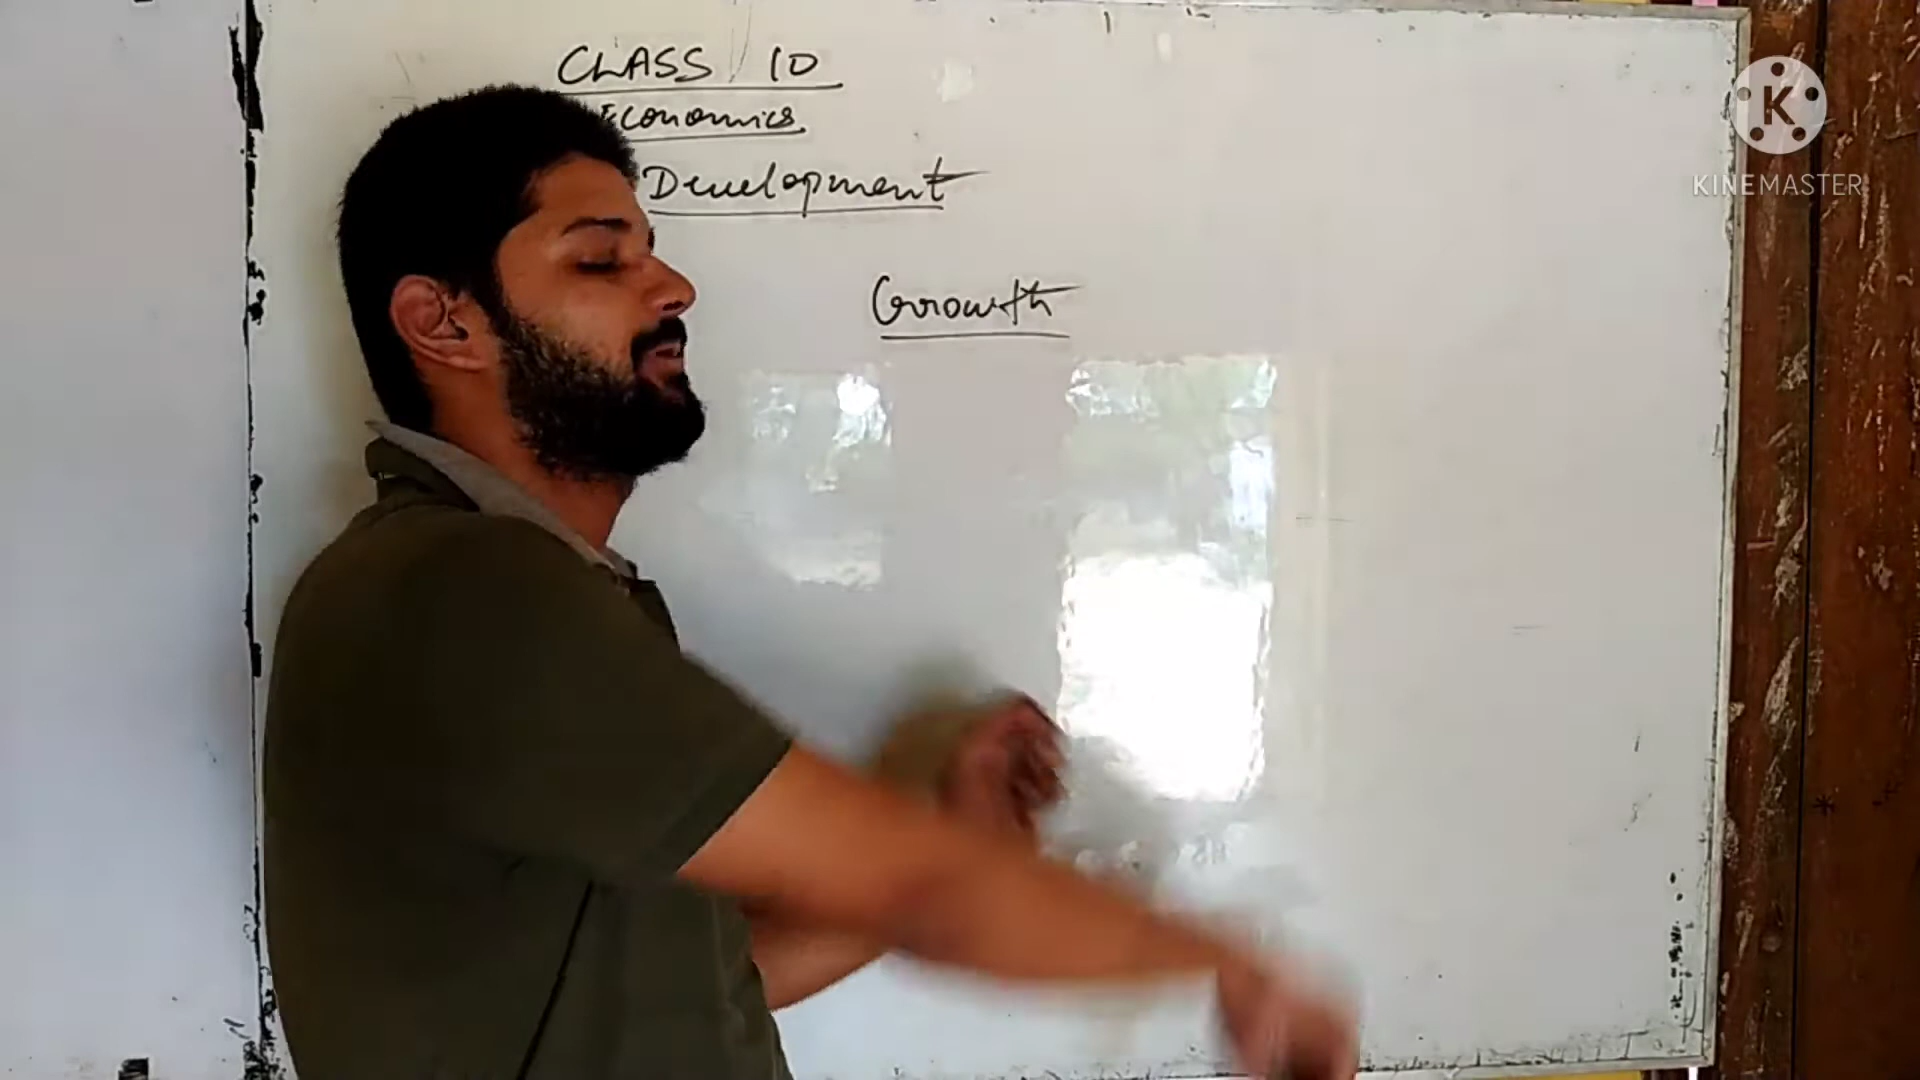 CLASS 10
Economics
Development
Growth
K
KINEMASTER